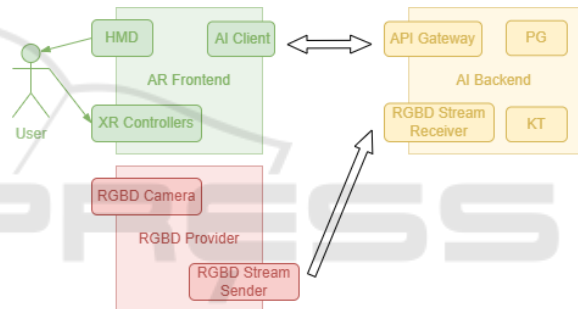 HMD
AI Client
AR Frontend
User
XR Controllers
API Gateway
PG
AI Backend
RGBD Stream
Receiver
KT
RGBD Camera
RGBD Provider
RGBD Stream
Sender
PRESS